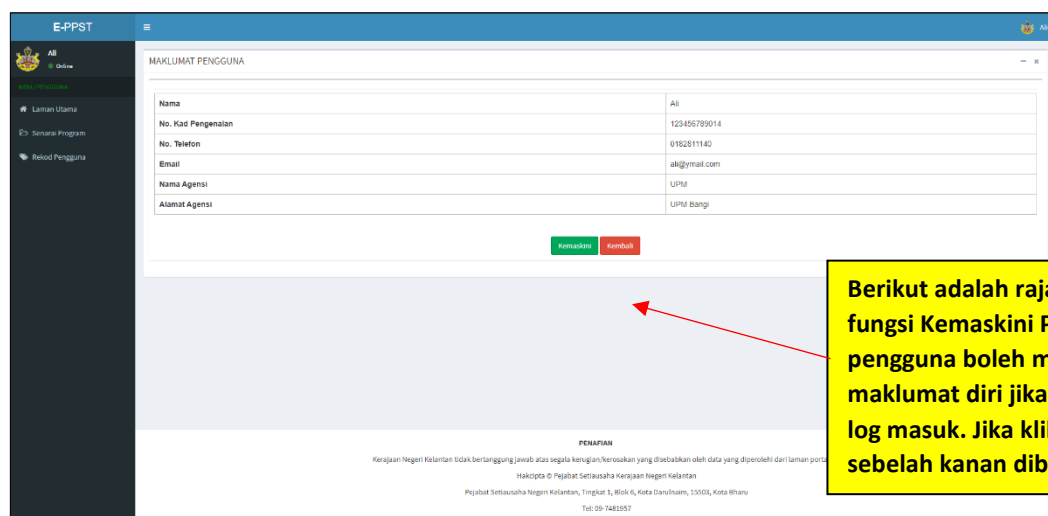 E-PPST
Ali
Ali
Online
MENU PENGGUNA
Laman Utama
Senarai Program
Rekod Pengguna
MAKLUMAT PENGGUNA
Nama Ali
No. Kad Pengenalan 123456789014
No. Telefon 0182811140
Email ali@ymail.com
Nama Agensi UPM
Alamat Agensi UPM Bangi
Kemaskini Kembali
Berikut adalah raja
fungsi Kemaskini P
pengguna boleh m
maklumat diri jika
log masuk. Jika kli
sebelah kanan dib
PENAFIAN
Kerajaan Negeri Kelantan tidak bertanggung jawab atas segala kerugian/kerosakan yang disebabkan oleh data yang diperolehi dari laman porta
Hakcipta © Pejabat Setiausaha Kerajaan Negeri Kelantan
Pejabat Setiausaha Negeri Kelantan, Tingkat 1, Blok 6, Kota Darulnaim, 15503, Kota Bharu
Tel: 09-7481957